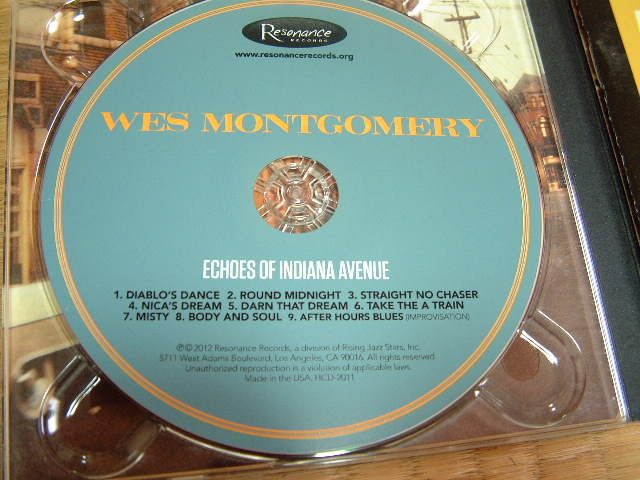 Resonance
RECORDS
www.resonancerecords.org
WES MONTGOMERY
ECHOES OF INDIANA AVENUE
1. DIABLO'S DANCE 2. ROUND MIDNIGHT 3. STRAIGHT NO CHASER
4. NICA'S DREAM 5. DARN THAT DREAM 6. TAKE THE A TRAIN
7. MISTY 8. BODY AND SOUL 9. AFTER HOURS BLUES (IMPROVISATION)
℗ © 2012 Resonance Records, a division of Rising Jazz Stars, Inc.
5711 West Adams Boulevard, Los Angeles, CA 90016. All rights reserved.
Unauthorized reproduction is a violation of applicable laws.
Made in the USA. HCD-2011